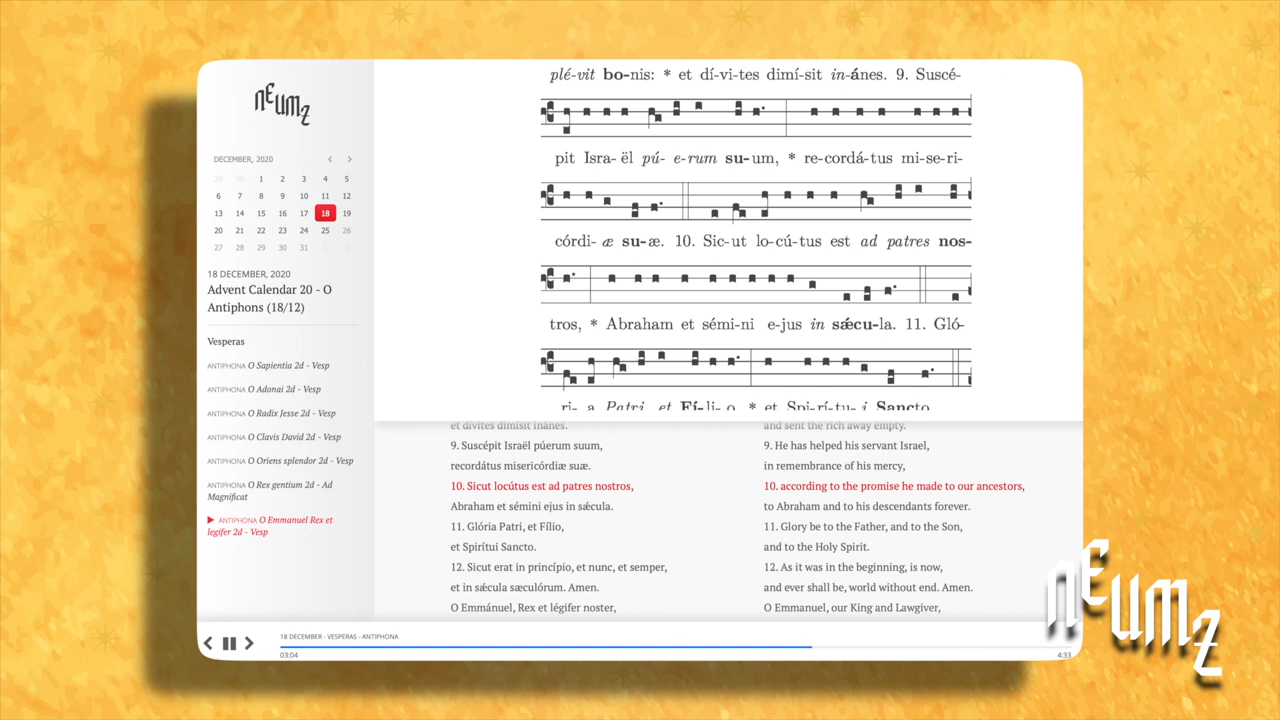 neumz
DECEMBER, 2020
29 30 1 2 3 4 5
6 7 8 9 10 11 12
13 14 15 16 17 18 19
20 21 22 23 24 25 26
27 28 29 30 31 1 2
18 DECEMBER, 2020
Advent Calendar 20 - O
Antiphons (18/12)
Vesperas
ANTIPHONA O Sapientia 2d - Vesp
ANTIPHONA O Adonai 2d - Vesp
ANTIPHONA O Radix Jesse 2d - Vesp
ANTIPHONA O Clavis David 2d - Vesp
ANTIPHONA O Oriens splendor 2d - Vesp
ANTIPHONA O Rex gentium 2d - Ad
Magnificat
ANTIPHONA O Emmanuel Rex et
legifer 2d - Vesp
plé-vit bo-nis: * et dí-vi-tes dimí-sit in-ánes. 9. Suscé-
pit Isra-ël pú-e-rum su-um, * re-cordá-tus mi-se-ri-
córdi-æ su-æ. 10. Sic-ut lo-cú-tus est ad patres nos-
tros, * Abraham et sémi-ni e-jus in sǽcu-la. 11. Gló-
ri- a Patri, et Fí-li-o, * et Spi-rí-tu-i Sancto
et dívites dimísit inánes.
9. Suscépit Israël púerum suum,
recordátus misericórdiæ suæ.
10. Sicut locútus est ad patres nostros,
Abraham et sémini ejus in sǽcula.
11. Glória Patri, et Fílio,
et Spirítui Sancto.
12. Sicut erat in princípio, et nunc, et semper,
et in sǽcula sæculórum. Amen.
O Emmánuel, Rex et légifer noster,
and sent the rich away empty.
9. He has helped his servant Israel,
in remembrance of his mercy,
10. according to the promise he made to our ancestors,
to Abraham and to his descendants forever.
11. Glory be to the Father, and to the Son,
and to the Holy Spirit.
12. As it was in the beginning, is now,
and ever shall be, world without end. Amen.
O Emmanuel, our King and Lawgiver,
18 DECEMBER - VESPERAS - ANTIPHONA
03:04
4:33
neumz